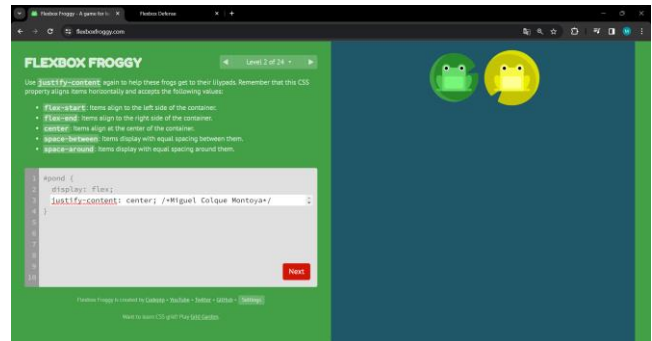 Flexbox Froggy - A game for le
Flexbox Defense
flexboxfroggy.com
FLEXBOX FROGGY
Level 2 of 24
Use justify-content again to help these frogs get to their lilypads. Remember that this CSS
property aligns items horizontally and accepts the following values:
flex-start: Items align to the left side of the container.
flex-end: Items align to the right side of the container.
center: Items align at the center of the container.
space-between: Items display with equal spacing between them.
space-around: Items display with equal spacing around them.
1 #pond {
2 display: flex;
3 justify-content: center; /*Miguel Colque Montoya*/
4 }
5
6
7
8
9
10
Next
Flexbox Froggy is created by Codepip • YouTube • Twitter • GitHub • Settings
Want to learn CSS grid? Play Grid Garden.